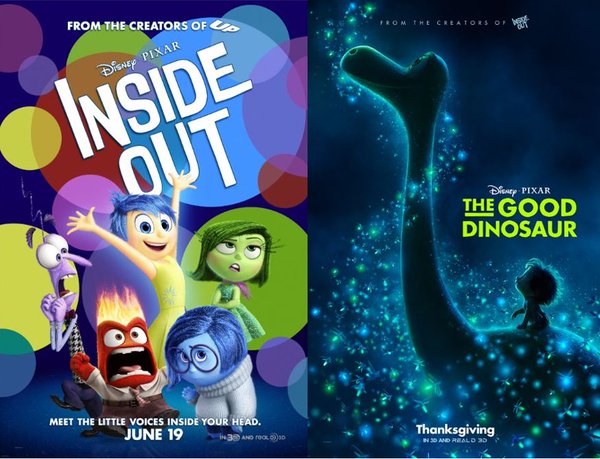 FROM THE CREATORS OF UP
DISNEY · PIXAR
INSIDE
OUT
MEET THE LITTLE VOICES INSIDE YOUR HEAD.
JUNE 19
IN 3D AND REAL D 3D
FROM THE CREATORS OF INSIDE OUT
DISNEY · PIXAR
THE GOOD
DINOSAUR
Thanksgiving
IN 3D AND REAL D 3D